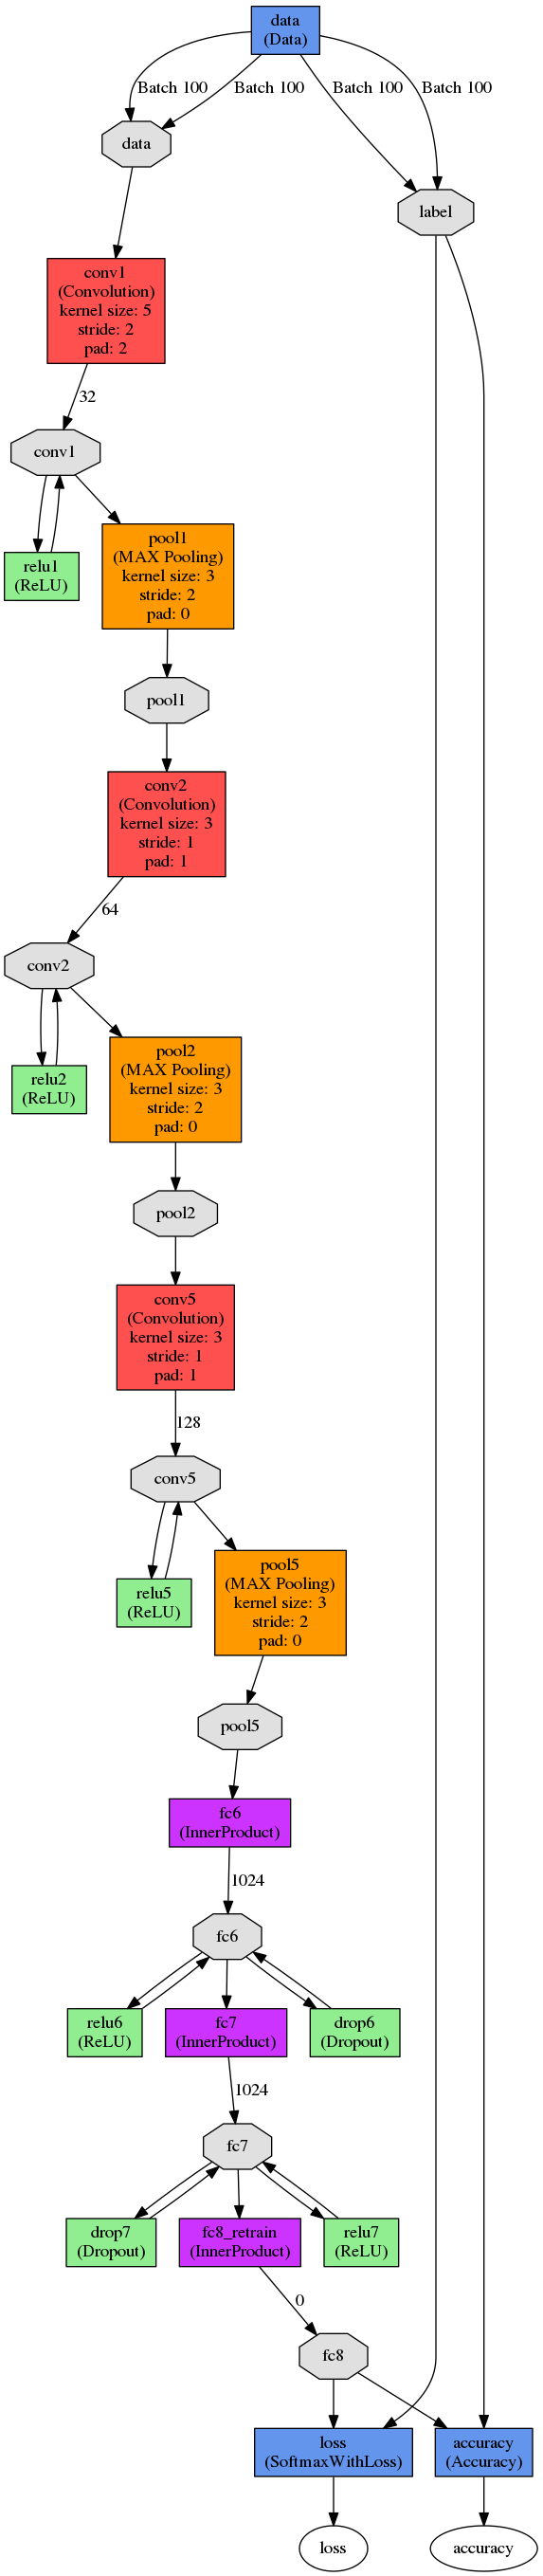 data
(Data)
Batch 100
Batch 100
Batch 100
Batch 100
data
label
conv1
(Convolution)
kernel size: 5
stride: 2
pad: 2
32
conv1
relu1
(ReLU)
pool1
(MAX Pooling)
kernel size: 3
stride: 2
pad: 0
pool1
conv2
(Convolution)
kernel size: 3
stride: 1
pad: 1
64
conv2
relu2
(ReLU)
pool2
(MAX Pooling)
kernel size: 3
stride: 2
pad: 0
pool2
conv5
(Convolution)
kernel size: 3
stride: 1
pad: 1
128
conv5
relu5
(ReLU)
pool5
(MAX Pooling)
kernel size: 3
stride: 2
pad: 0
pool5
fc6
(InnerProduct)
1024
fc6
relu6
(ReLU)
fc7
(InnerProduct)
drop6
(Dropout)
1024
fc7
drop7
(Dropout)
fc8_retrain
(InnerProduct)
relu7
(ReLU)
0
fc8
loss
(SoftmaxWithLoss)
accuracy
(Accuracy)
loss
accuracy